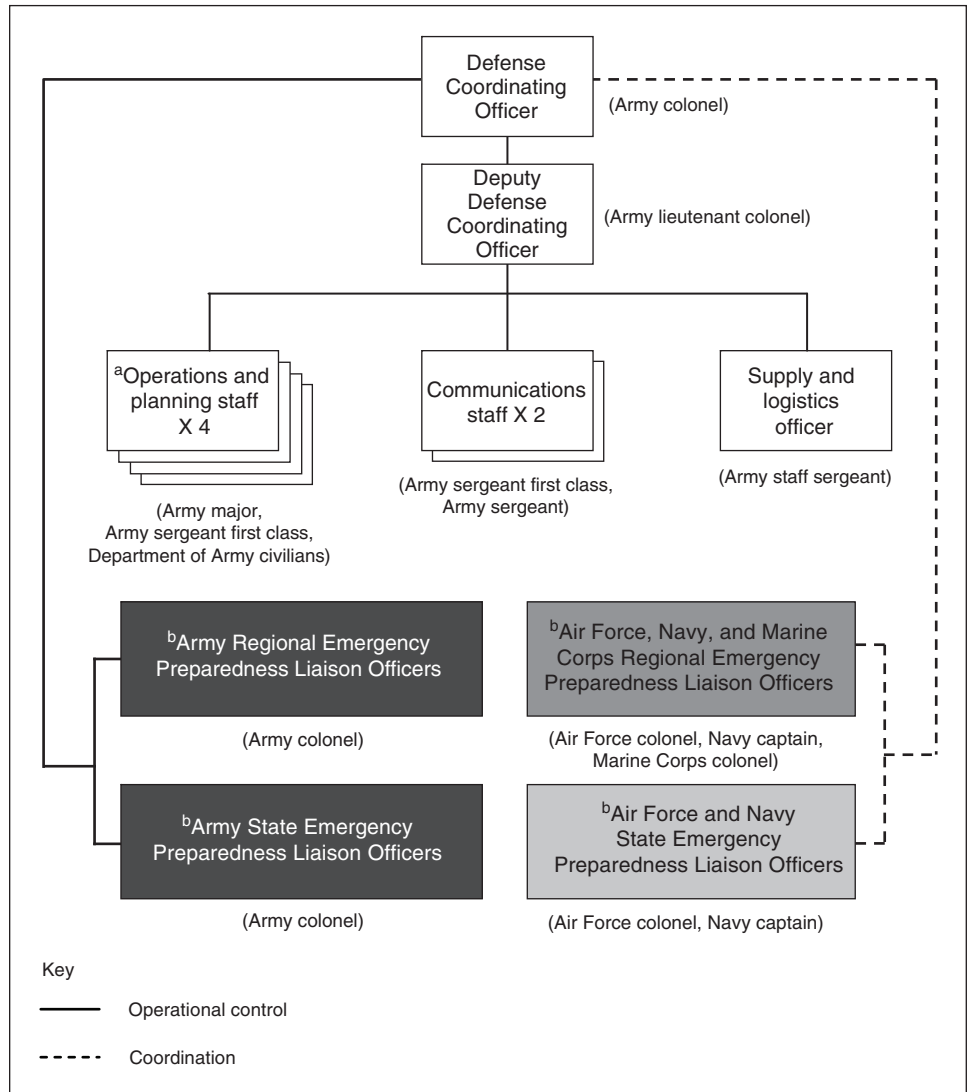 Defense
Coordinating
Officer
(Army colonel)
Deputy
Defense
Coordinating
Officer
(Army lieutenant colonel)
aOperations and
planning staff
X 4
(Army major,
Army sergeant first class,
Department of Army civilians)
Communications
staff X 2
(Army sergeant first class,
Army sergeant)
Supply and
logistics
officer
(Army staff sergeant)
bArmy Regional Emergency
Preparedness Liaison Officers
(Army colonel)
bAir Force, Navy, and Marine
Corps Regional Emergency
Preparedness Liaison Officers
(Air Force colonel, Navy captain,
Marine Corps colonel)
bArmy State Emergency
Preparedness Liaison Officers
(Army colonel)
bAir Force and Navy
State Emergency
Preparedness Liaison Officers
(Air Force colonel, Navy captain)
Key
Operational control
Coordination